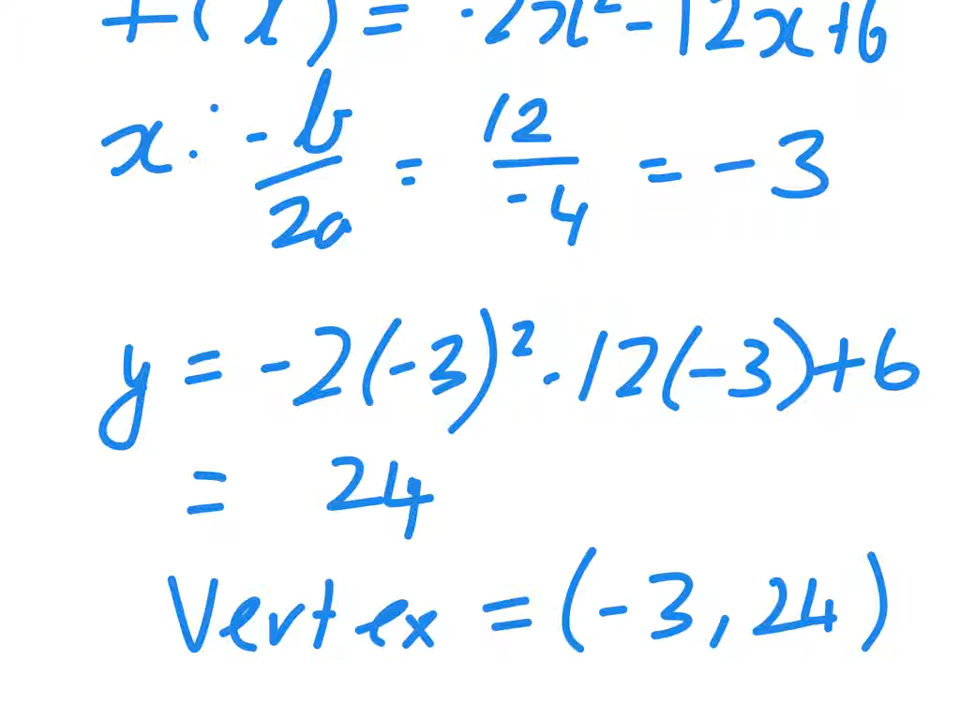 f(x) = -2x² - 12x + 6
x: -b/2a = 12/-4 = -3
y = -2(-3)² - 12(-3) + 6
= 24
Vertex = (-3, 24)